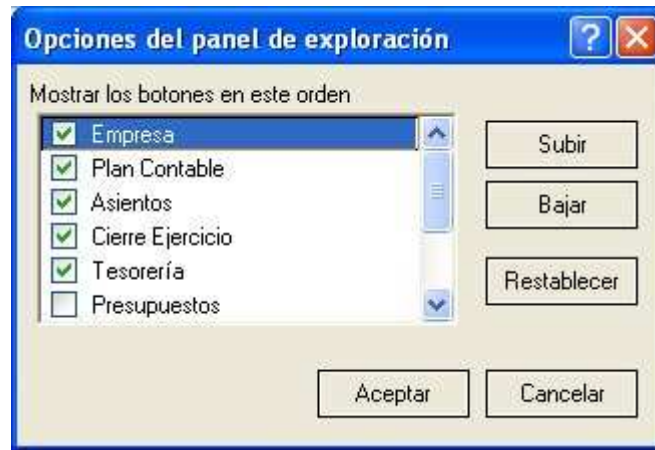 Opciones del panel de exploración
Mostrar los botones en este orden
Empresa
Plan Contable
Asientos
Cierre Ejercicio
Tesorería
Presupuestos
Subir
Bajar
Restablecer
Aceptar
Cancelar